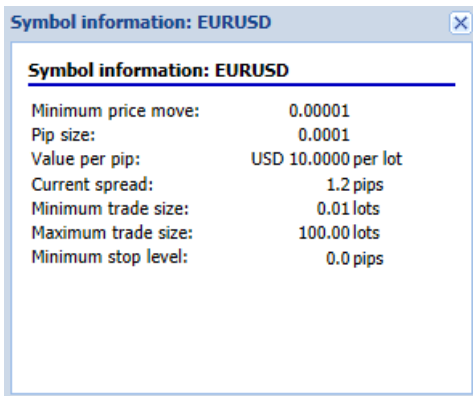 Symbol information: EURUSD
Symbol information: EURUSD
Minimum price move: 0.00001
Pip size: 0.0001
Value per pip: USD 10.0000 per lot
Current spread: 1.2 pips
Minimum trade size: 0.01 lots
Maximum trade size: 100.00 lots
Minimum stop level: 0.0 pips